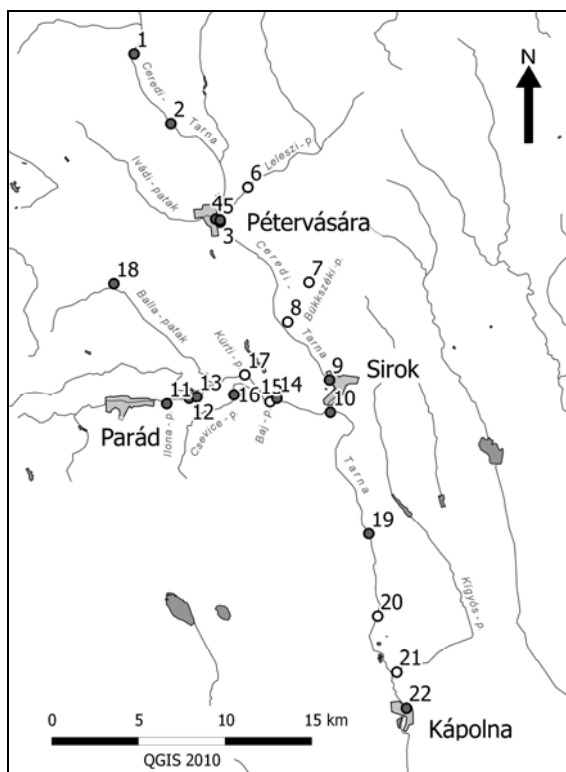 1
N
2
Ceredi - Tarna
Ivádi - patak
Leleszi - p.
6
45
3
Pétervására
18
Ceredi - Tarna
7
Bükkszéki - p.
8
Balla - patak
Kürti - p.
17
9
Sirok
11
13
12
16
15
14
10
Parád
Ilona - p.
Csevice - p.
Baj - p.
Tarna
19
20
Kígyós - p.
21
22
Kápolna
0 5 10 15 km
QGIS 2010